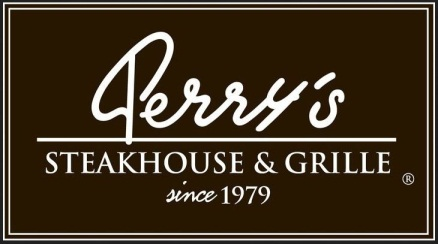 Perry's
STEAKHOUSE & GRILLE
®
since 1979